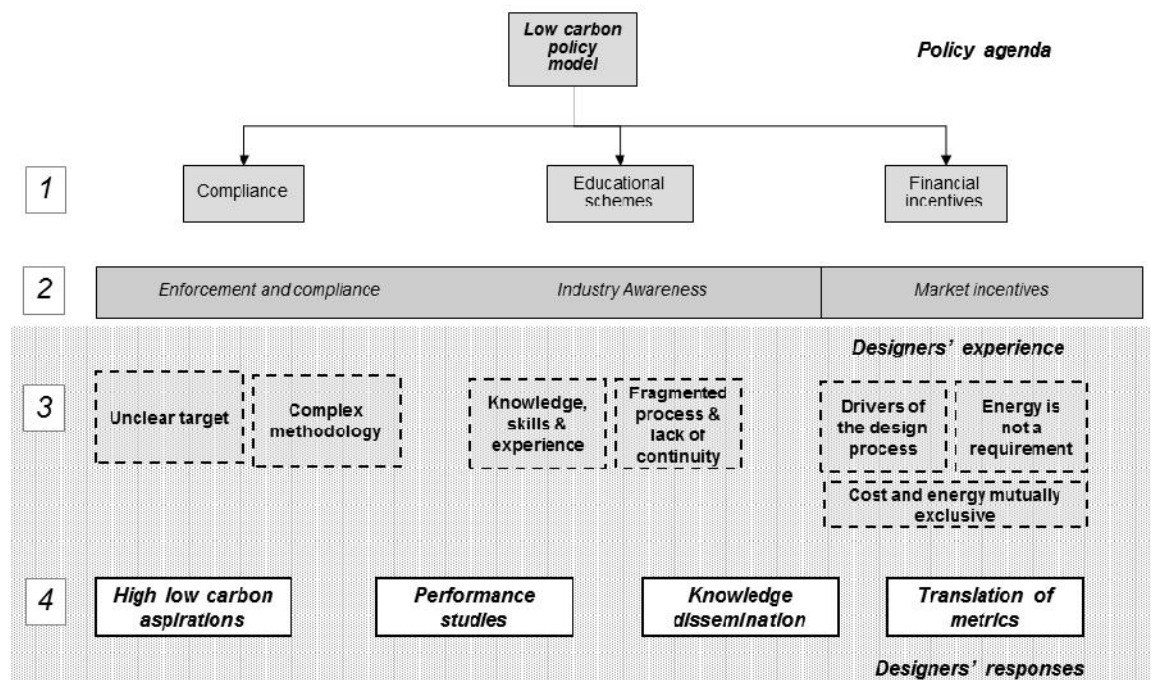 Low carbon
policy
model
Policy agenda
1
Compliance
Educational
schemes
Financial
incentives
2
Enforcement and compliance
Industry Awareness
Market incentives
Designers' experience
3
Unclear target
Complex
methodology
Knowledge,
skills &
experience
Fragmented
process &
lack of
continuity
Drivers of
the design
process
Energy is
not a
requirement
Cost and energy mutually
exclusive
4
High low carbon
aspirations
Performance
studies
Knowledge
dissemination
Translation of
metrics
Designers' responses